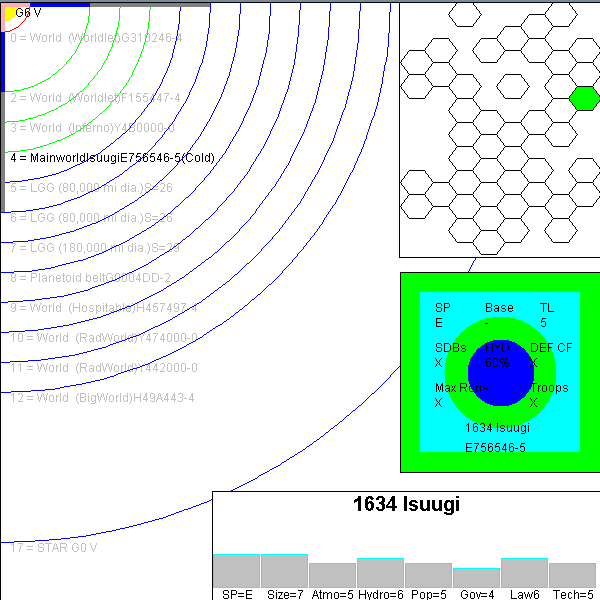 G6 V
0 = World  (Worldlet)G310246-4
2 = World  (Worldlet)F155447-4
3 = World  (Inferno)Y4B0000-0
4 = MainworldIsuugiE756546-5(Cold)
5 = LGG (80,000 mi dia.)S=26
6 = LGG (80,000 mi dia.)S=26
7 = LGG (180,000 mi dia.)S=28
8 = Planetoid beltG0004DD-2
9 = World  (Hospitable)H457497-4
10 = World  (RadWorld)Y474000-0
11 = World  (RadWorld)Y442000-0
12 = World  (BigWorld)H49A443-4
17 = STAR G0 V
SP Base TL
E - 5
SDBs HYD DEF CF
X 60% X
Max Troops
X X
1634 Isuugi
E756546-5
1634 Isuugi
SP=E Size=7 Atmo=5 Hydro=6 Pop=5 Gov=4 Law6 Tech=5